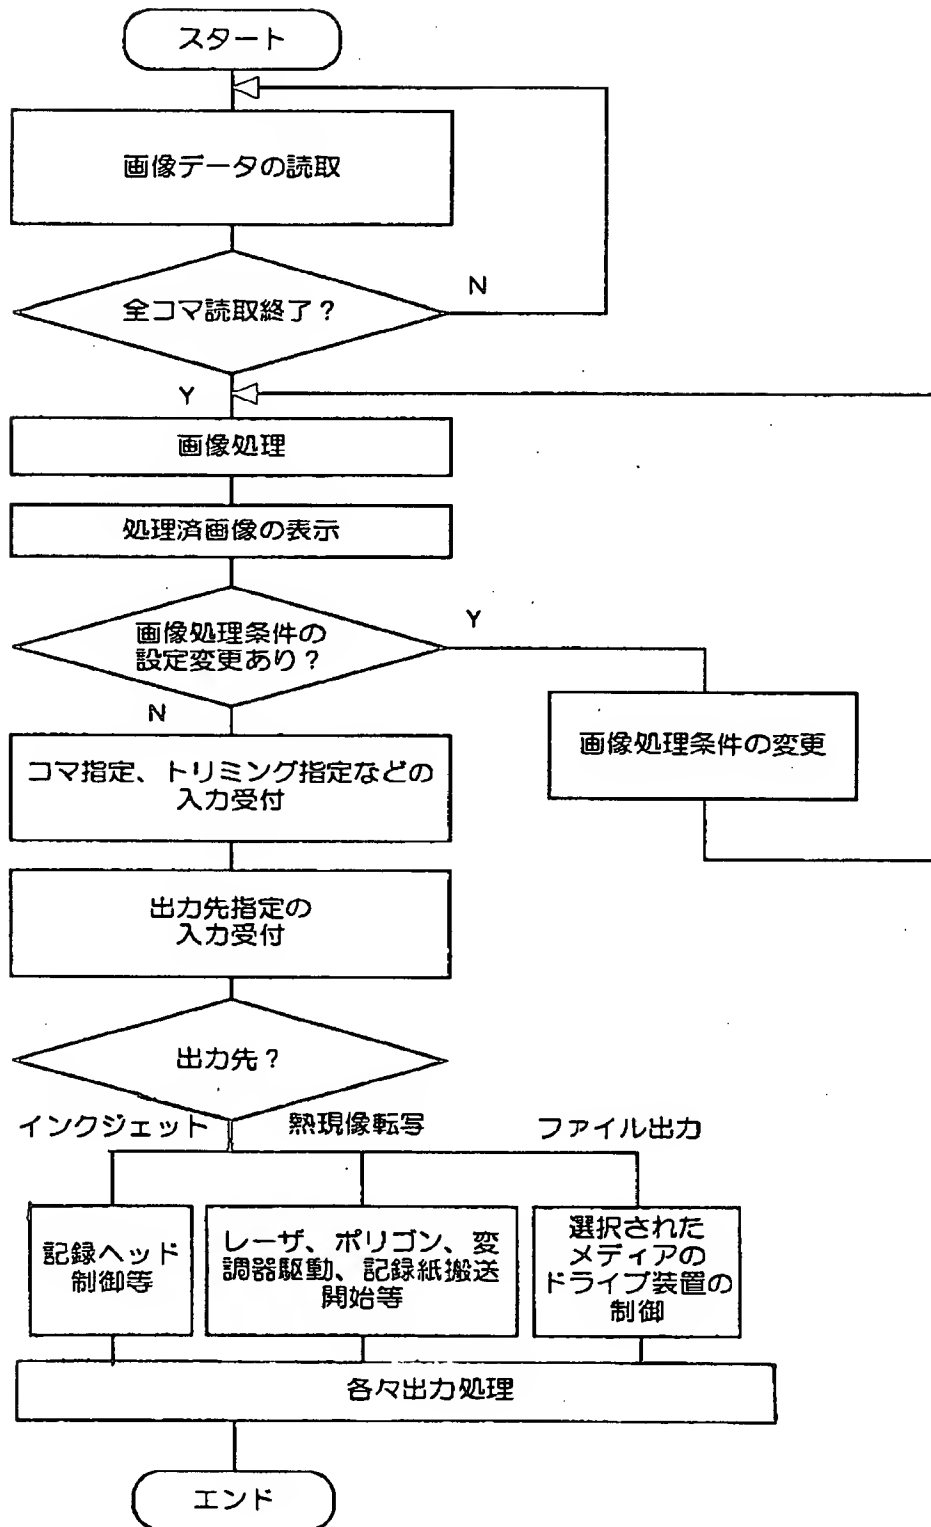 スタート
画像データの読取
全コマ読取終了？
N
Y
画像処理
処理済画像の表示
画像処理条件の
設定変更あり？
Y
N
画像処理条件の変更
コマ指定、トリミング指定などの
入力受付
出力先指定の
入力受付
出力先？
インクジェット
熱現像転写
ファイル出力
記録ヘッド
制御等
レーザ、ポリゴン、変
調器駆動、記録紙搬送
開始等
選択された
メディアの
ドライブ装置の
制御
各々出力処理
エンド